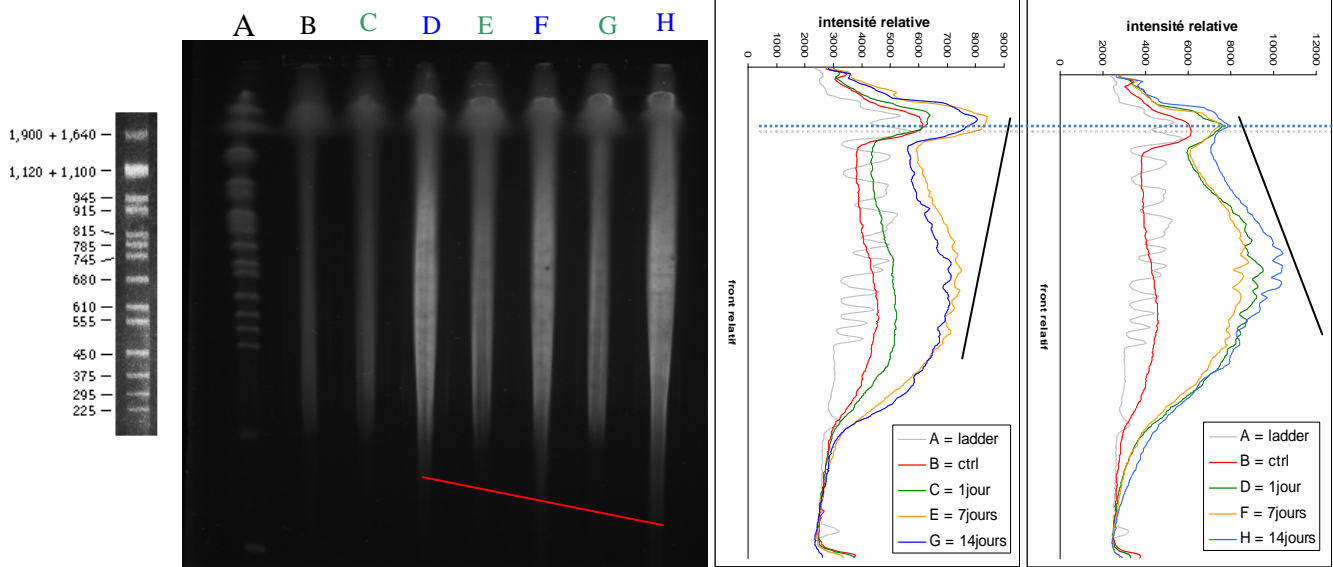 A B C D E F G H
1,900 + 1,640
1,120 + 1,100
945
915
815
785
745
680
610
555
450
375
295
225
intensité relative
0 1000 2000 3000 4000 5000 6000 7000 8000 9000
front relatif
A = ladder
B = ctrl
C = 1jour
E = 7jours
G = 14jours
intensité relative
0 2000 4000 6000 8000 10000 12000
front relatif
A = ladder
B = ctrl
D = 1jour
F = 7jours
H = 14jours